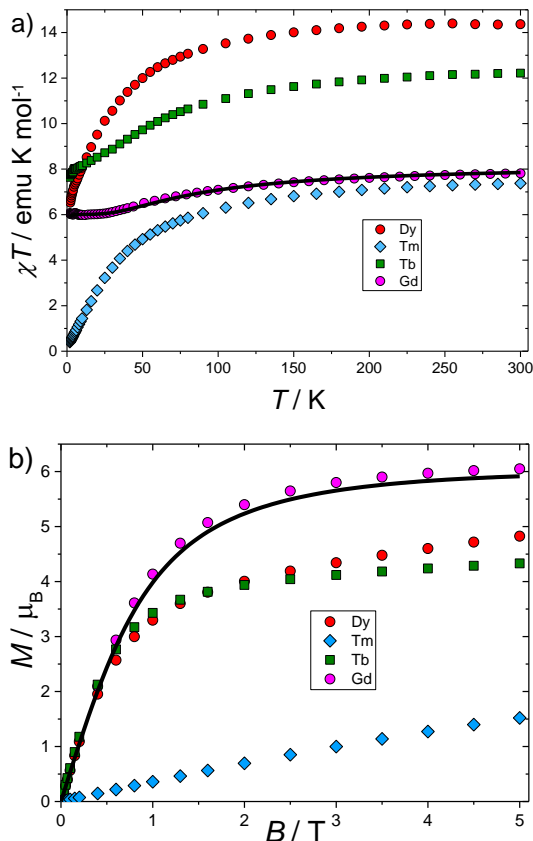 a)
14
12
10
8
6
4
2
0
χT / emu K mol⁻¹
Dy
Tm
Tb
Gd
0 50 100 150 200 250 300
T / K
b)
6
5
4
3
2
1
0
M / μB
Dy
Tm
Tb
Gd
0 1 2 3 4 5
B / T